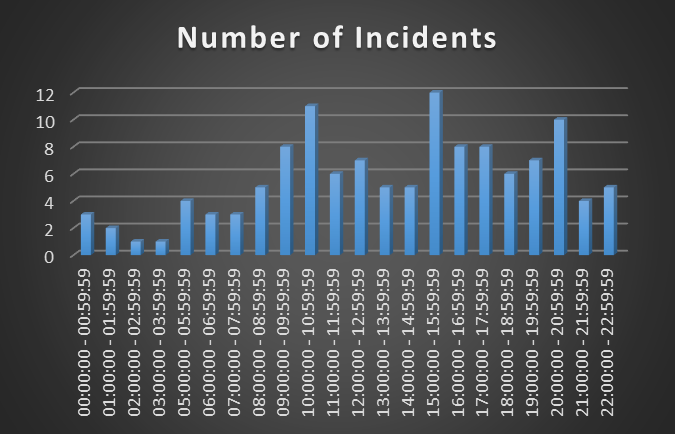 Number of Incidents
12
10
8
6
4
2
0
00:00:00 - 00:59:59
01:00:00 - 01:59:59
02:00:00 - 02:59:59
03:00:00 - 03:59:59
05:00:00 - 05:59:59
06:00:00 - 06:59:59
07:00:00 - 07:59:59
08:00:00 - 08:59:59
09:00:00 - 09:59:59
10:00:00 - 10:59:59
11:00:00 - 11:59:59
12:00:00 - 12:59:59
13:00:00 - 13:59:59
14:00:00 - 14:59:59
15:00:00 - 15:59:59
16:00:00 - 16:59:59
17:00:00 - 17:59:59
18:00:00 - 18:59:59
19:00:00 - 19:59:59
20:00:00 - 20:59:59
21:00:00 - 21:59:59
22:00:00 - 22:59:59